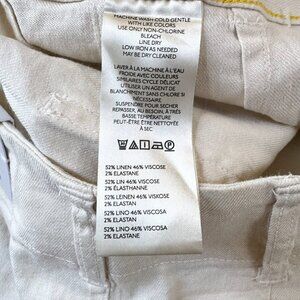 MACHINE WASH COLD GENTLE
WITH LIKE COLORS
USE ONLY NON-CHLORINE
BLEACH
LINE DRY
LOW IRON AS NEEDED
MAY BE DRY CLEANED
LAVER À LA MACHINE À L'EAU
FROIDE AVEC COULEURS
SIMILAIRES CYCLE DÉLICAT
UTILISER UN AGENT DE
BLANCHIMENT SANS CHLORE SI
NÉCESSAIRE
SUSPENDRE POUR SÉCHER
REPASSER, AU BESOIN, À TRÈS
BASSE TEMPÉRATURE
PEUT-ÊTRE ÊTRE NETTOYÉE
À SEC
52% LINEN 46% VISCOSE
2% ELASTANE
52% LIN 46% VISCOSE
2% ÉLASTHANNE
52% LEINEN 46% VISKOSE
2% ELASTAN
52% LINO 46% VISCOSA
2% ELASTAN
52% LINO 46% VISCOSA
2% ELASTANE